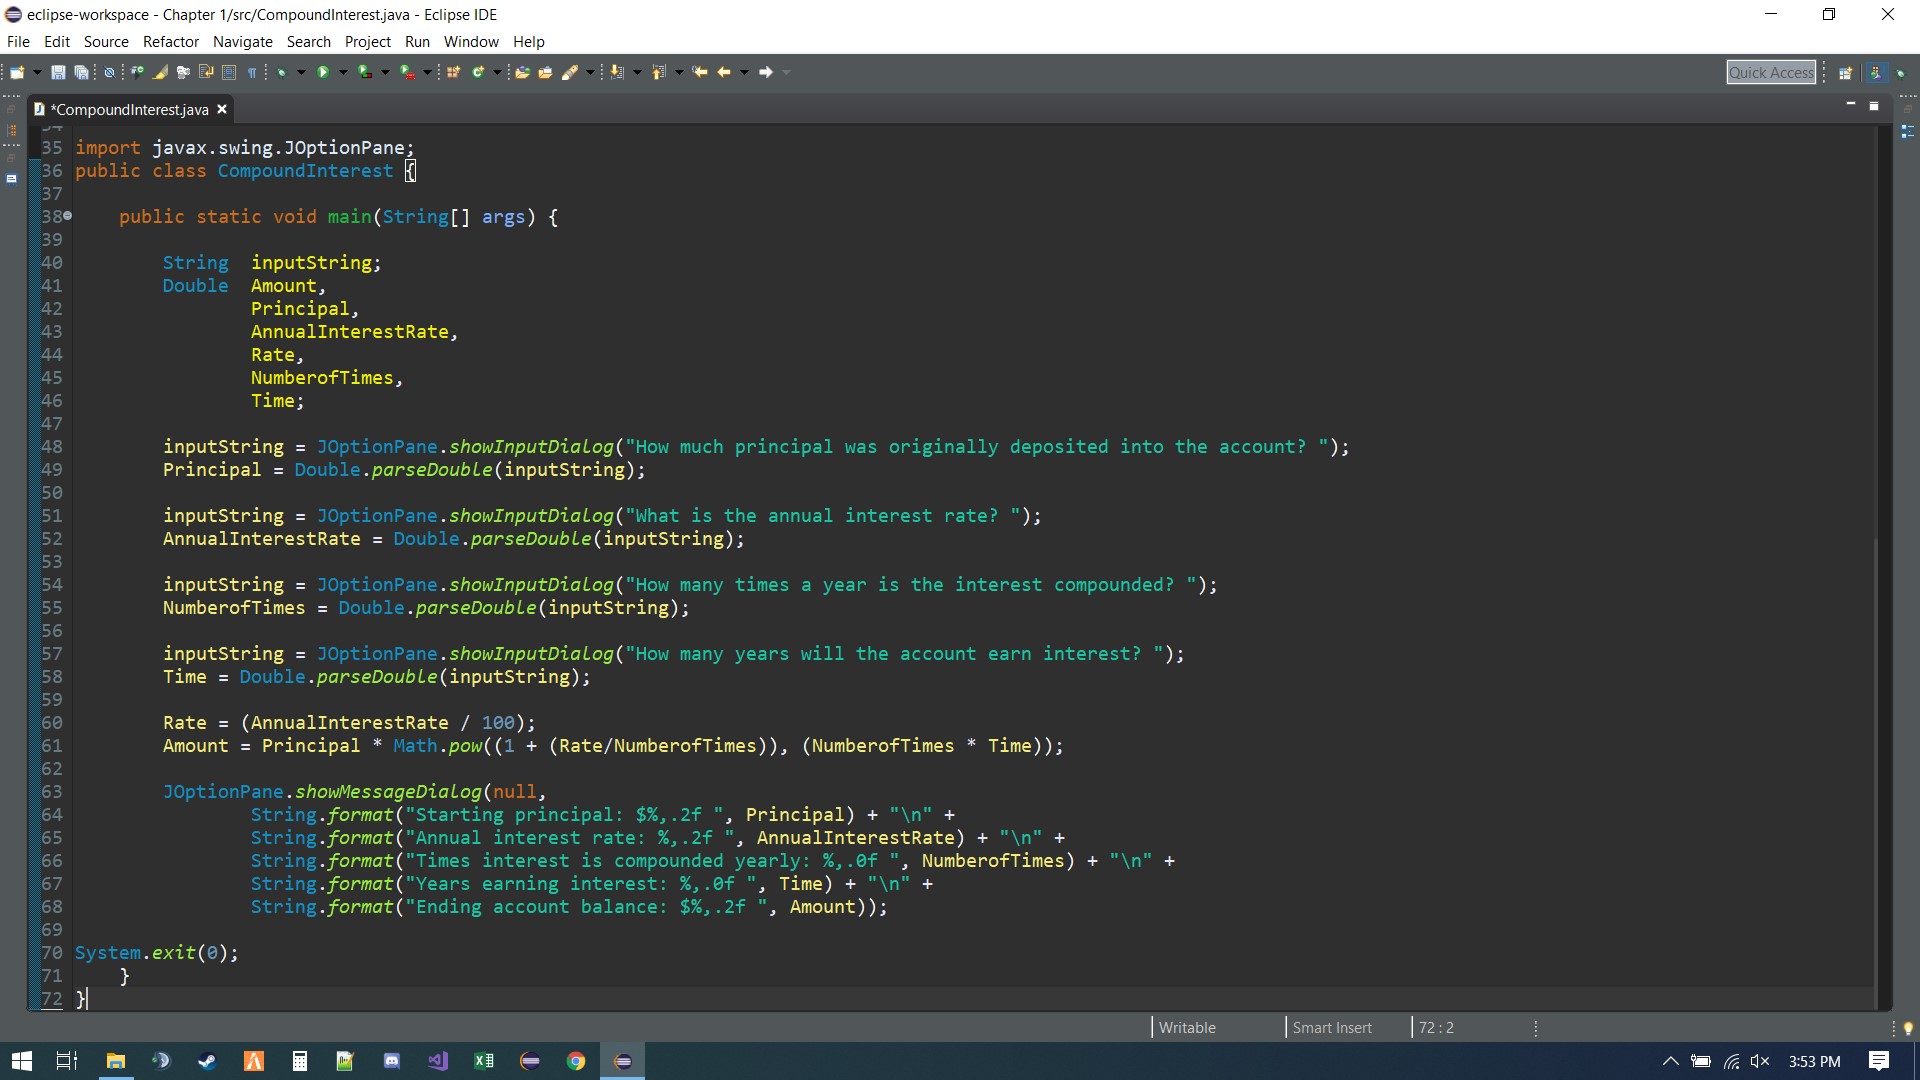 eclipse-workspace - Chapter 1/src/CompoundInterest.java - Eclipse IDE
File Edit Source Refactor Navigate Search Project Run Window Help
Quick Access
*CompoundInterest.java
34
35 import javax.swing.JOptionPane;
36 public class CompoundInterest {
37
38 public static void main(String[] args) {
39
40 String inputString;
41 Double Amount,
42 Principal,
43 AnnualInterestRate,
44 Rate,
45 NumberofTimes,
46 Time;
47
48 inputString = JOptionPane.showInputDialog("How much principal was originally deposited into the account? ");
49 Principal = Double.parseDouble(inputString);
50
51 inputString = JOptionPane.showInputDialog("What is the annual interest rate? ");
52 AnnualInterestRate = Double.parseDouble(inputString);
53
54 inputString = JOptionPane.showInputDialog("How many times a year is the interest compounded? ");
55 NumberofTimes = Double.parseDouble(inputString);
56
57 inputString = JOptionPane.showInputDialog("How many years will the account earn interest? ");
58 Time = Double.parseDouble(inputString);
59
60 Rate = (AnnualInterestRate / 100);
61 Amount = Principal * Math.pow((1 + (Rate/NumberofTimes)), (NumberofTimes * Time));
62
63 JOptionPane.showMessageDialog(null,
64 String.format("Starting principal: $%,.2f ", Principal) + "\n" +
65 String.format("Annual interest rate: %,.2f ", AnnualInterestRate) + "\n" +
66 String.format("Times interest is compounded yearly: %,.0f ", NumberofTimes) + "\n" +
67 String.format("Years earning interest: %,.0f ", Time) + "\n" +
68 String.format("Ending account balance: $%,.2f ", Amount));
69
70 System.exit(0);
71 }
72 }
Writable Smart Insert 72 : 2
3:53 PM